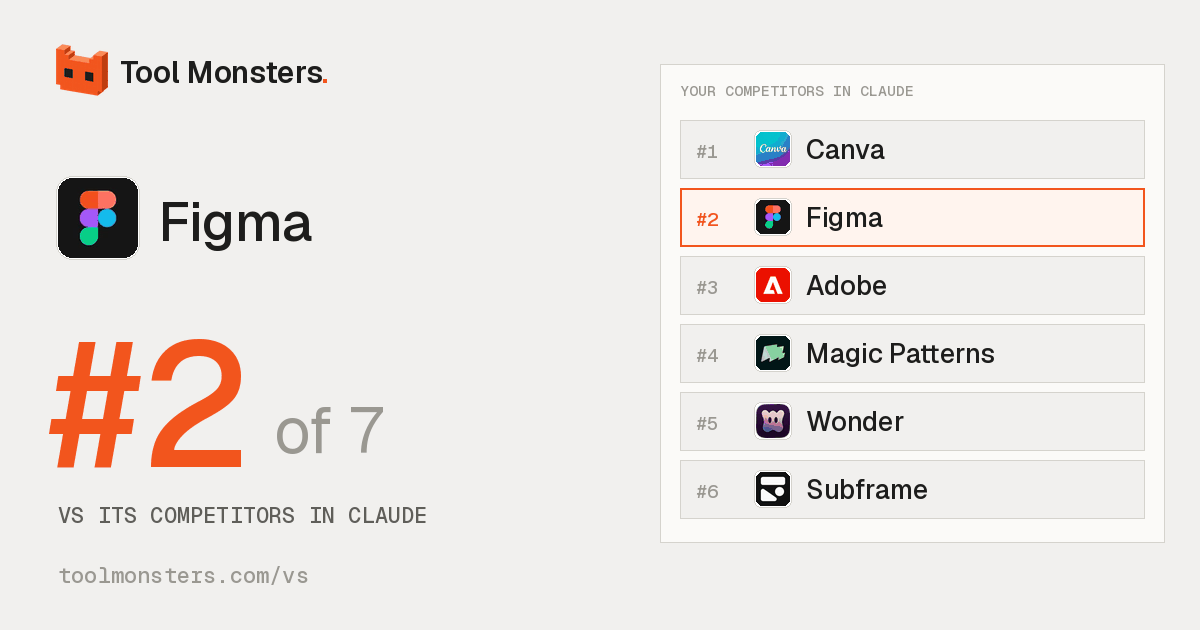 Tool Monsters.
Figma
#2 of 7
VS ITS COMPETITORS IN CLAUDE
toolmonsters.com/vs
YOUR COMPETITORS IN CLAUDE
#1 Canva Canva
#2 Figma
#3 Adobe
#4 Magic Patterns
#5 Wonder
#6 Subframe